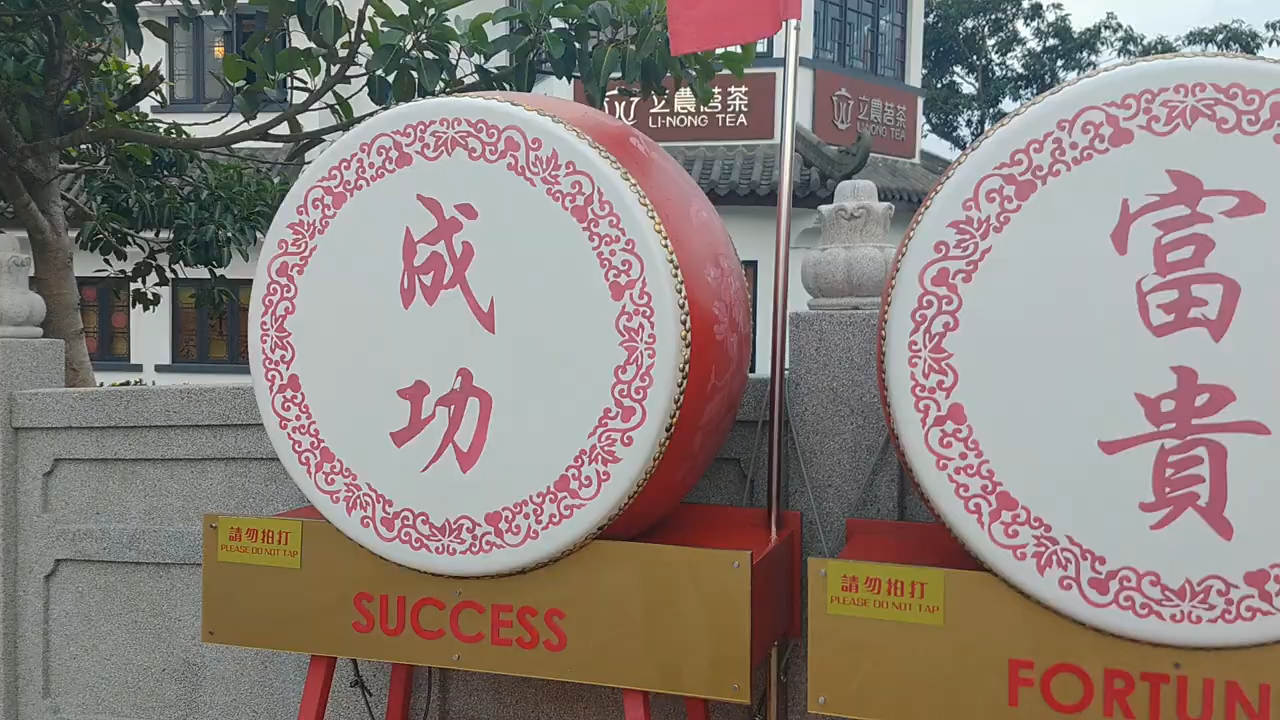 立農茗茶
LI-NONG TEA
立農茗茶
LI-NONG TEA
成功
富貴
請勿拍打
PLEASE DO NOT TAP
SUCCESS
請勿拍打
PLEASE DO NOT TAP
FORTUN